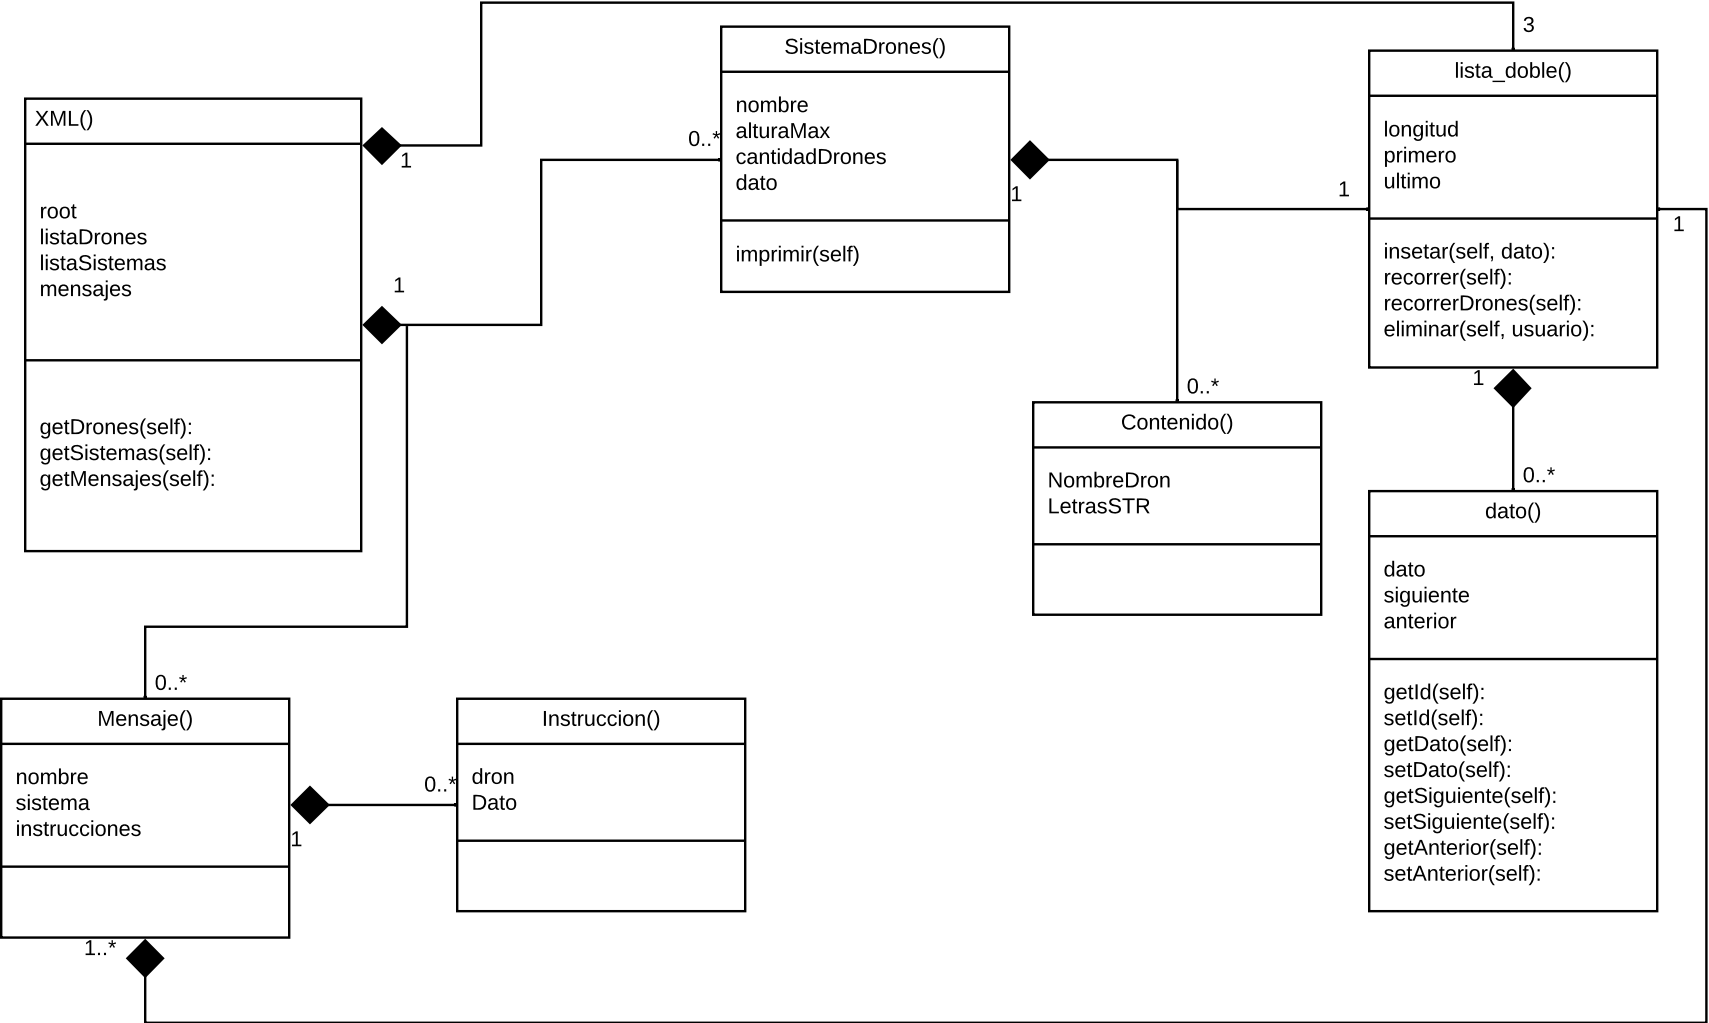 3
SistemaDrones()
nombre
alturaMax
cantidadDrones
dato
imprimir(self)
0..*
1
lista_doble()
longitud
primero
ultimo
insetar(self, dato):
recorrer(self):
recorrerDrones(self):
eliminar(self, usuario):
1
1
1
XML()
root
listaDrones
listaSistemas
mensajes
getDrones(self):
getSistemas(self):
getMensajes(self):
1
1
0..*
Contenido()
NombreDron
LetrasSTR
0..*
dato()
dato
siguiente
anterior
getId(self):
setId(self):
getDato(self):
setDato(self):
getSiguiente(self):
setSiguiente(self):
getAnterior(self):
setAnterior(self):
0..*
Mensaje()
nombre
sistema
instrucciones
1
0..*
Instruccion()
dron
Dato
1..*